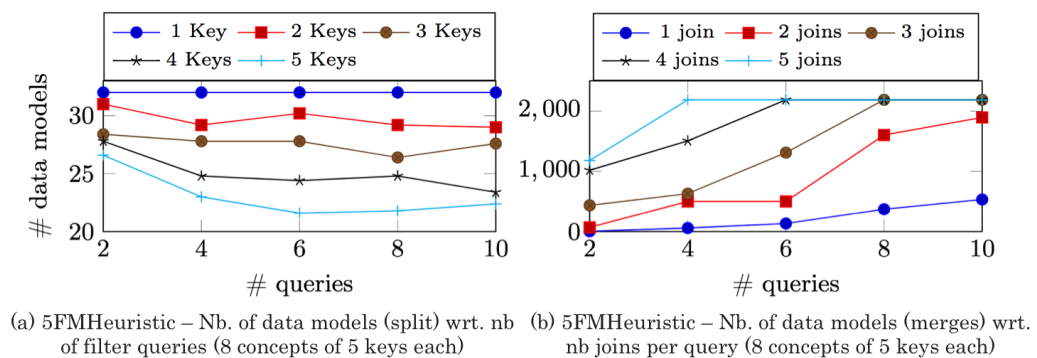 1 Key 2 Keys 3 Keys
4 Keys 5 Keys
# data models
30
25
20
2 4 6 8 10
# queries
(a) 5FMHeuristic – Nb. of data models (split) wrt. nb
of filter queries (8 concepts of 5 keys each)
1 join 2 joins 3 joins
4 joins 5 joins
2,000
1,000
0
2 4 6 8 10
# queries
(b) 5FMHeuristic – Nb. of data models (merges) wrt.
nb joins per query (8 concepts of 5 keys each)